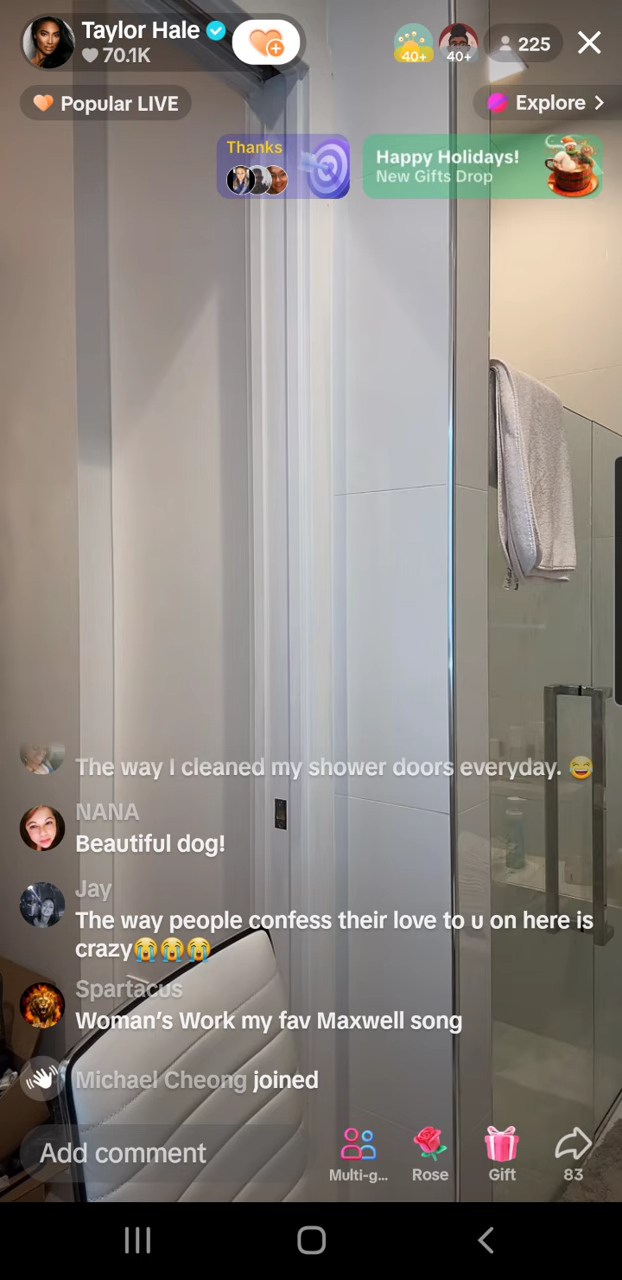 Taylor Hale
70.1K
40+
40+
225
Popular LIVE
Explore
Thanks
Happy Holidays!
New Gifts Drop
The way I cleaned my shower doors everyday. 😂
NANA
Beautiful dog!
Jay
The way people confess their love to u on here is
crazy😭😭😭
Spartacus
Woman's Work my fav Maxwell song
Michael Cheong joined
Add comment
Multi-g...
Rose
Gift
83